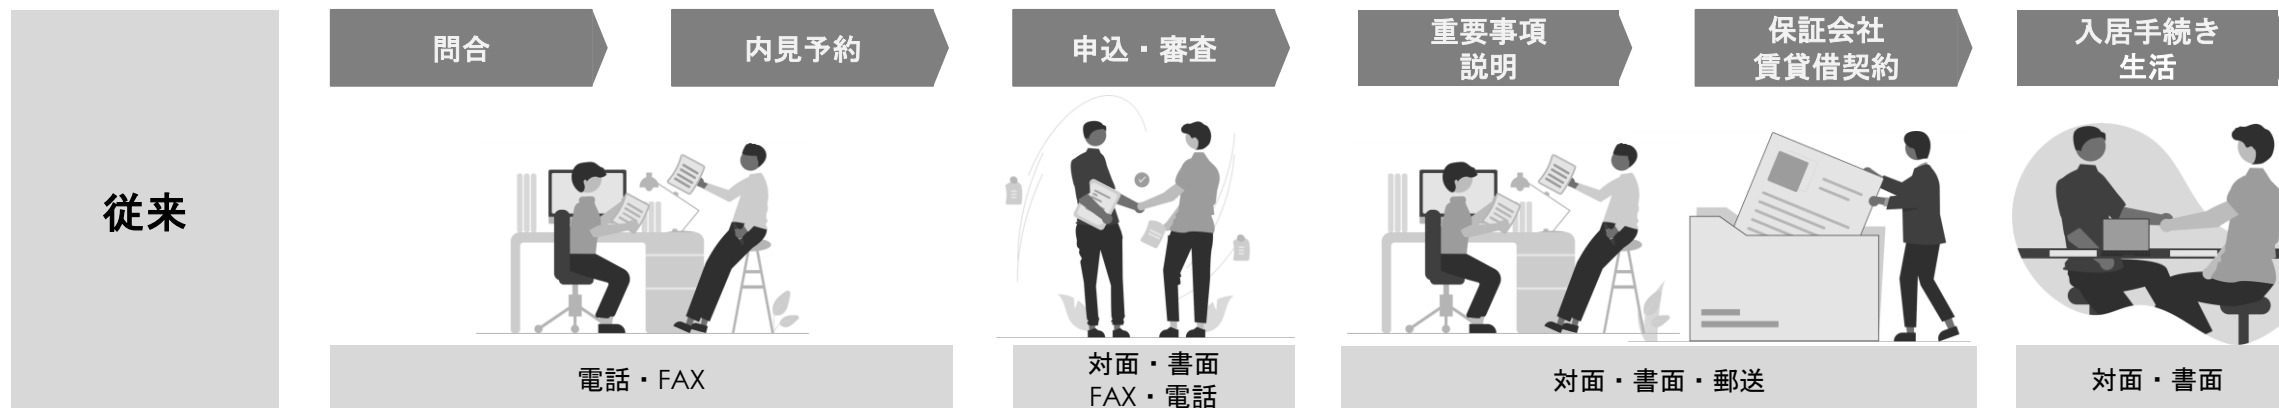 従来
問合
内見予約
申込・審査
重要事項
説明
保証会社
賃貸借契約
入居手続き
生活
電話・FAX
対面・書面
FAX・電話
対面・書面・郵送
対面・書面